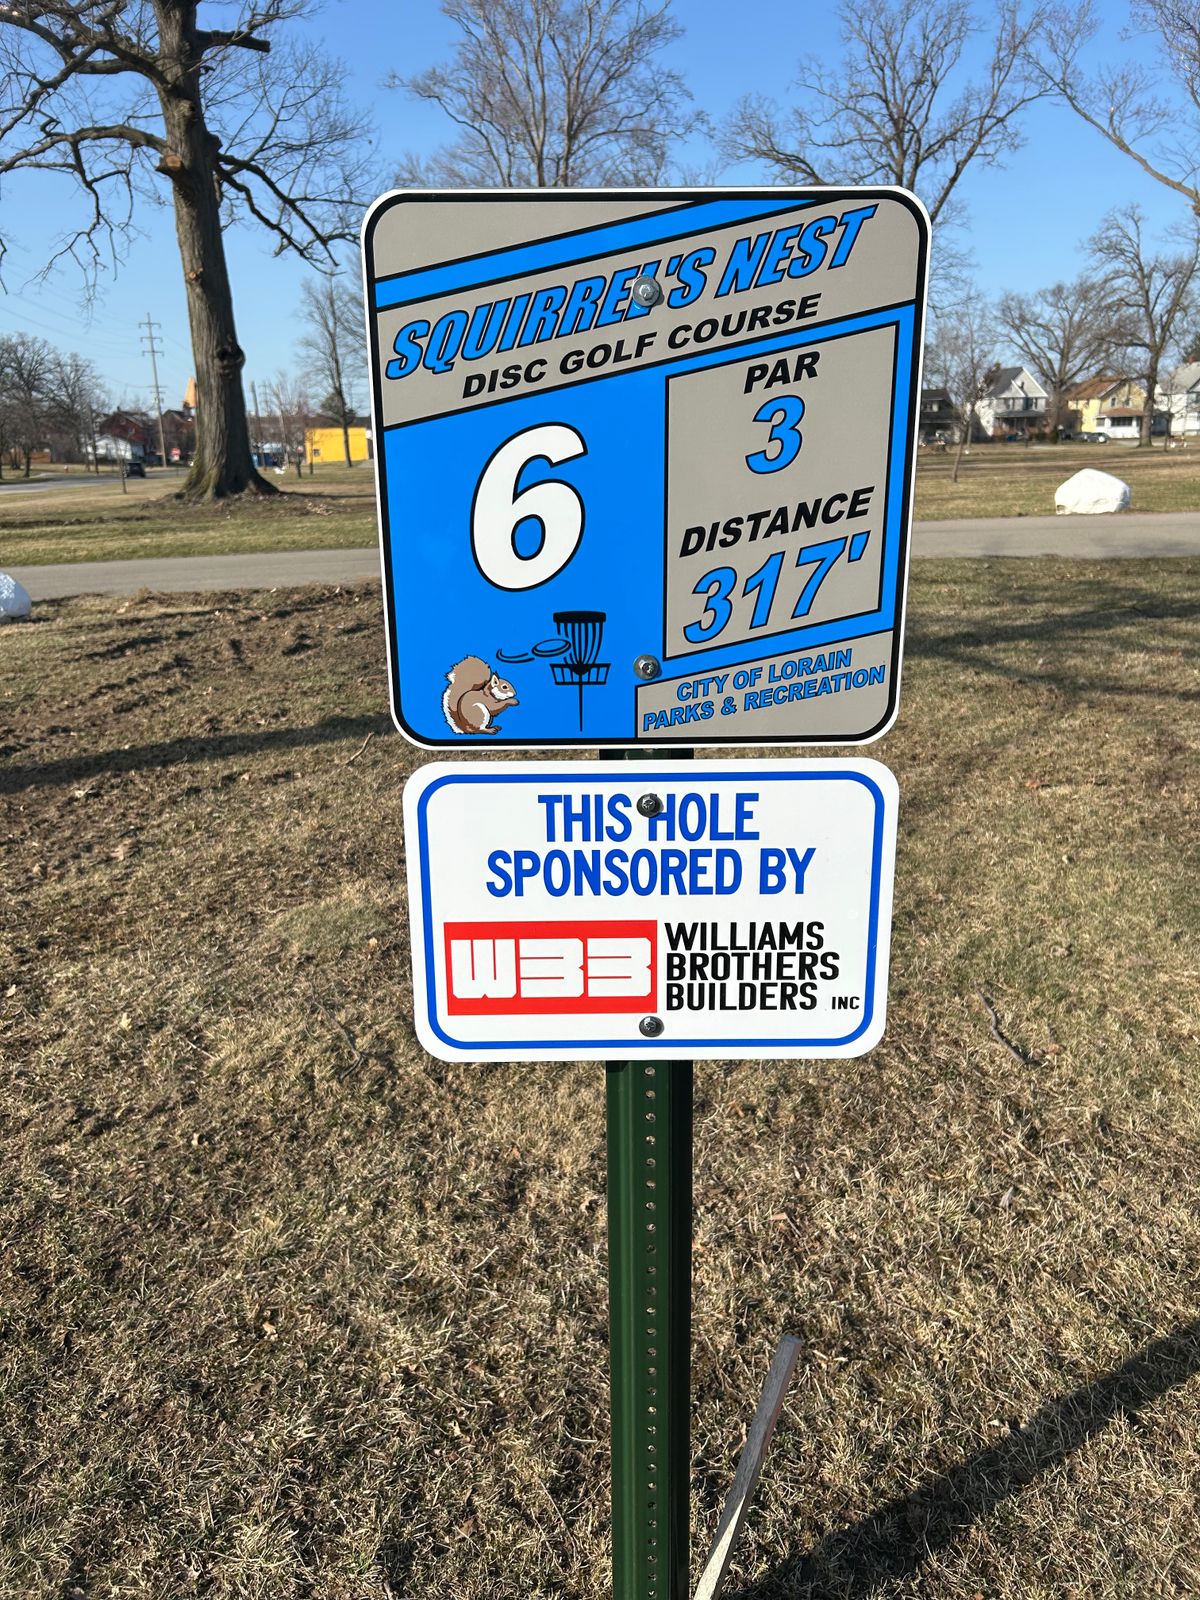 SQUIRREL'S NEST
DISC GOLF COURSE
6
PAR
3
DISTANCE
317'
CITY OF LORAIN
PARKS & RECREATION
THIS HOLE
SPONSORED BY
WBB
WILLIAMS
BROTHERS
BUILDERS INC